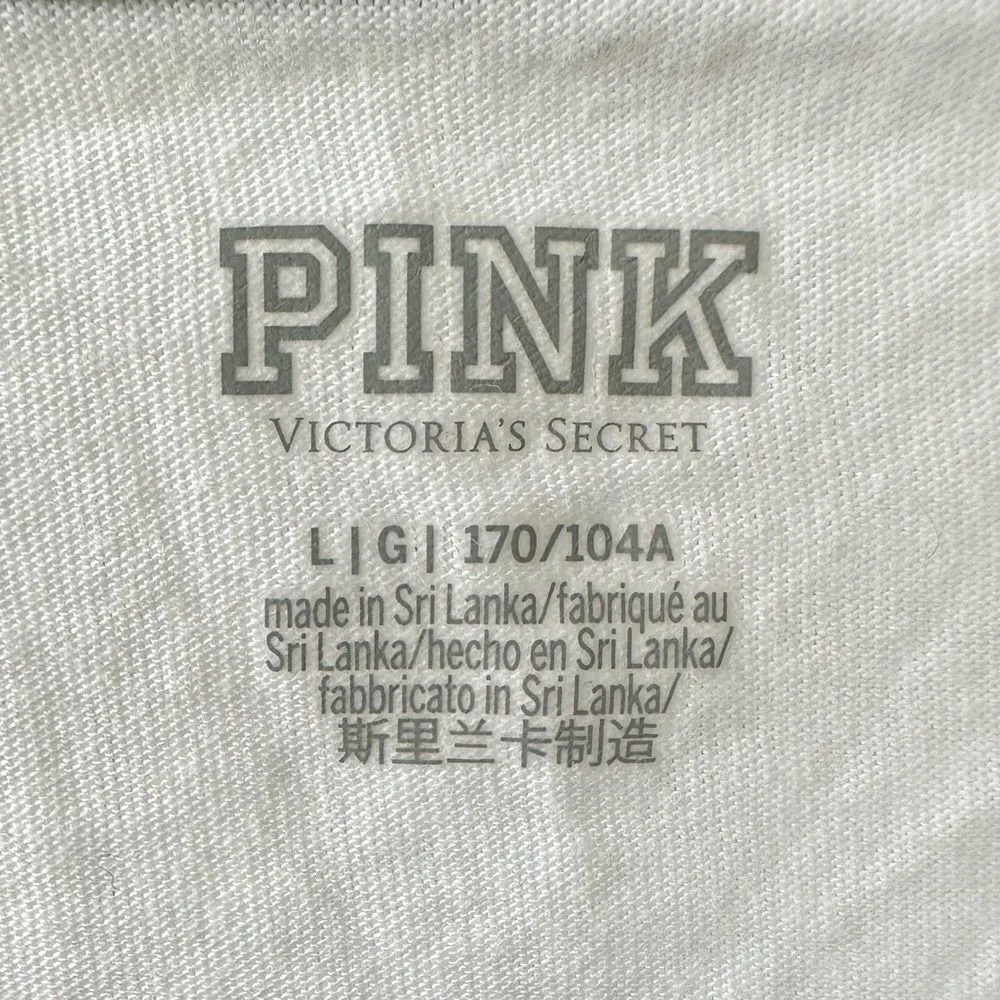 PINK
VICTORIA'S SECRET
L | G | 170/104A
made in Sri Lanka/fabriqué au
Sri Lanka/hecho en Sri Lanka/
fabbricato in Sri Lanka/
斯里兰卡制造